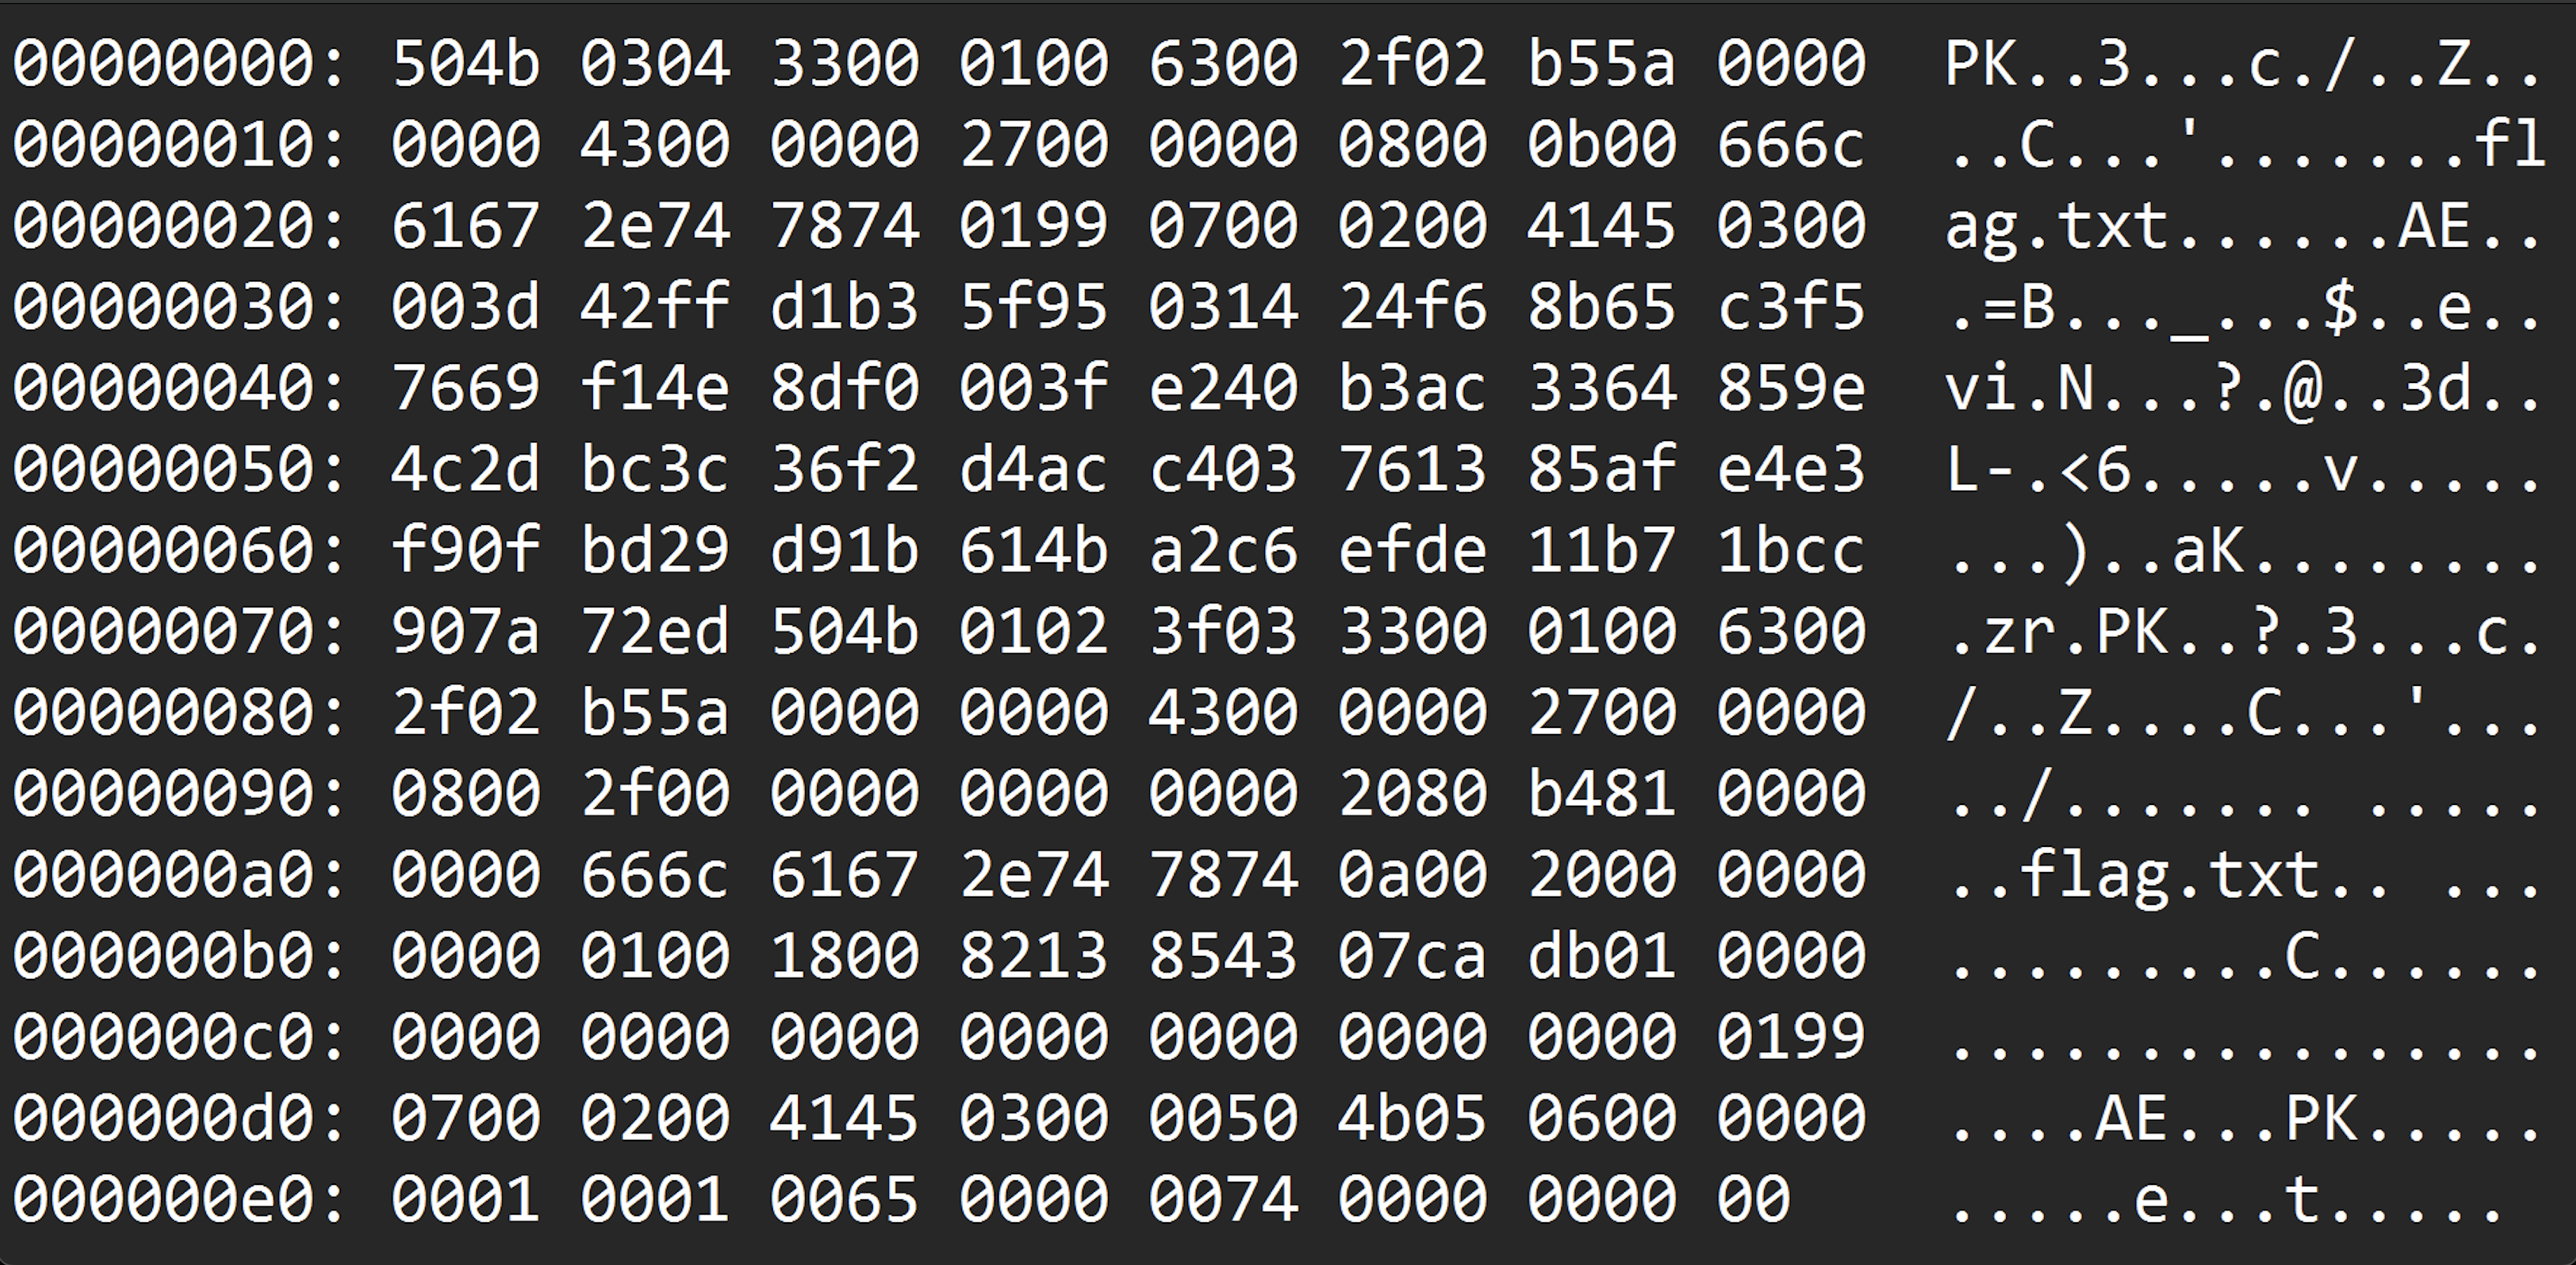 00000000: 504b 0304 3300 0100 6300 2f02 b55a 0000  PK..3...c./..Z..
00000010: 0000 4300 0000 2700 0000 0800 0b00 666c  ..C...'.......fl
00000020: 6167 2e74 7874 0199 0700 0200 4145 0300  ag.txt......AE..
00000030: 003d 42ff d1b3 5f95 0314 24f6 8b65 c3f5  .=B..._...$..e..
00000040: 7669 f14e 8df0 003f e240 b3ac 3364 859e  vi.N...?.@..3d..
00000050: 4c2d bc3c 36f2 d4ac c403 7613 85af e4e3  L-.<6.....v.....
00000060: f90f bd29 d91b 614b a2c6 efde 11b7 1bcc  ...)..aK........
00000070: 907a 72ed 504b 0102 3f03 3300 0100 6300  .zr.PK..?.3...c.
00000080: 2f02 b55a 0000 0000 4300 0000 2700 0000  /..Z....C...'...
00000090: 0800 2f00 0000 0000 0000 2080 b481 0000  ../....... .....
000000a0: 0000 666c 6167 2e74 7874 0a00 2000 0000  ..flag.txt.. ...
000000b0: 0000 0100 1800 8213 8543 07ca db01 0000  .........C......
000000c0: 0000 0000 0000 0000 0000 0000 0000 0199  ................
000000d0: 0700 0200 4145 0300 0050 4b05 0600 0000  ....AE...PK.....
000000e0: 0001 0001 0065 0000 0074 0000 0000 00    .....e...t.....